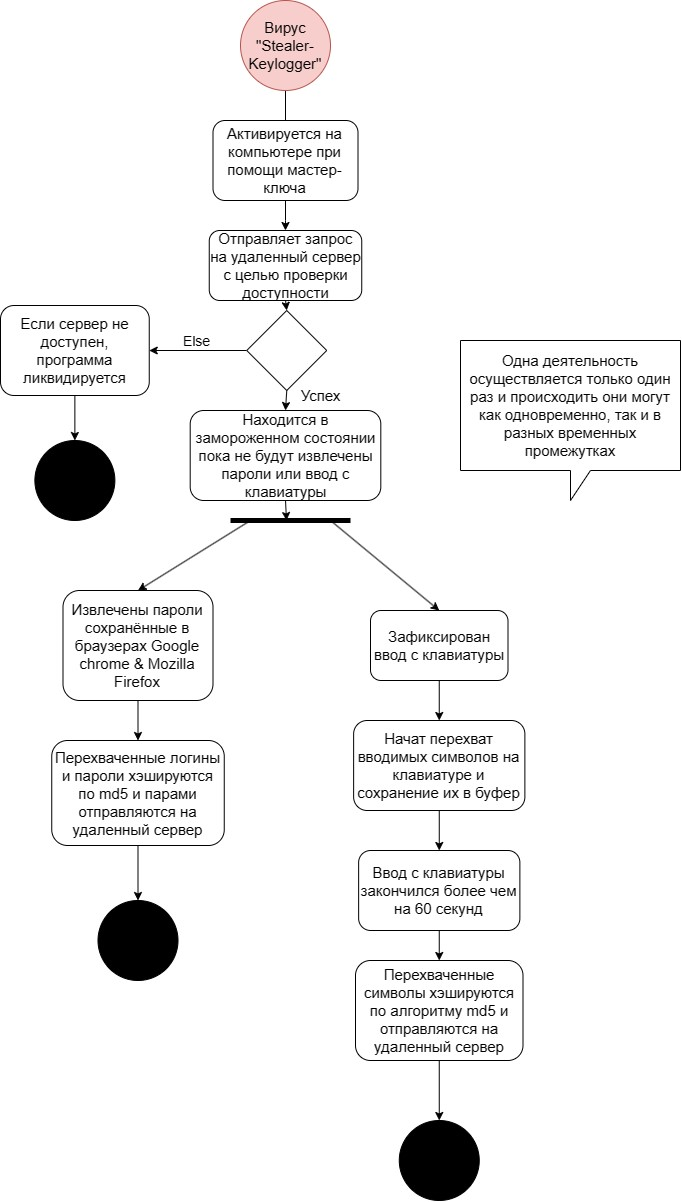 Вирус
"Stealer-
Keylogger"
Активируется на
компьютере при
помощи мастер-
ключа
Отправляет запрос
на удаленный сервер
с целью проверки
доступности
Если сервер не
доступен,
программа
ликвидируется
Else
Успех
Находится в
замороженном состоянии
пока не будут извлечены
пароли или ввод с
клавиатуры
Одна деятельность
осуществляется только один
раз и происходить они могут
как одновременно, так и в
разных временных
промежутках
Извлечены пароли
сохранённые в
браузерах Google
chrome & Mozilla
Firefox
Зафиксирован
ввод с клавиатуры
Перехваченные логины
и пароли хэшируются
по md5 и парами
отправляются на
удаленный сервер
Начат перехват
вводимых символов на
клавиатуре и
сохранение их в буфер
Ввод с клавиатуры
закончился более чем
на 60 секунд
Перехваченные
символы хэшируются
по алгоритму md5 и
отправляются на
удаленный сервер